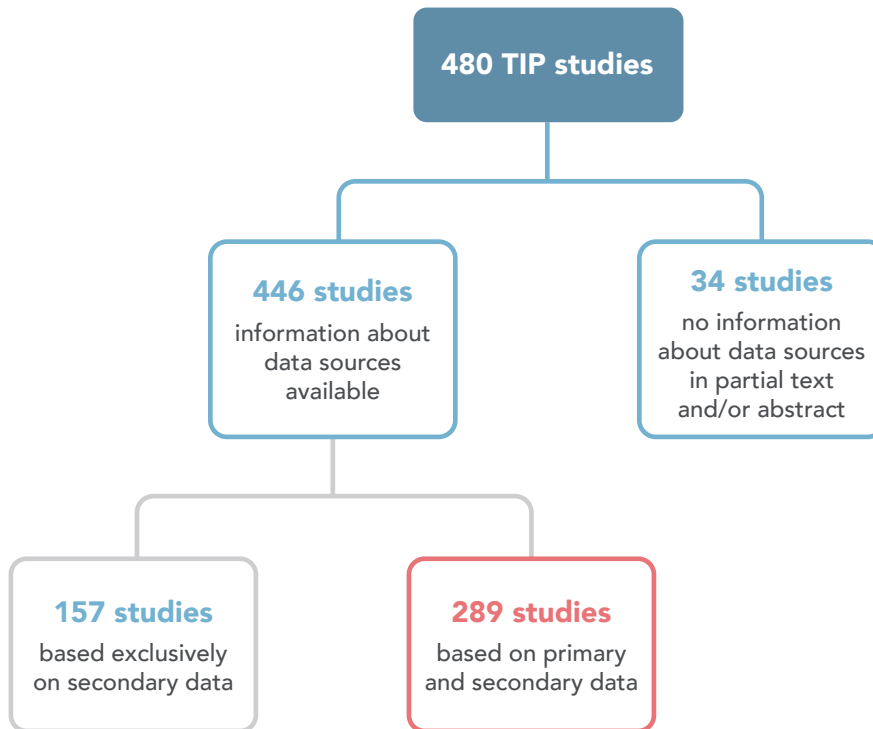 480 TIP studies
446 studies
information about
data sources
available
34 studies
no information
about data sources
in partial text
and/or abstract
157 studies
based exclusively
on secondary data
289 studies
based on primary
and secondary data